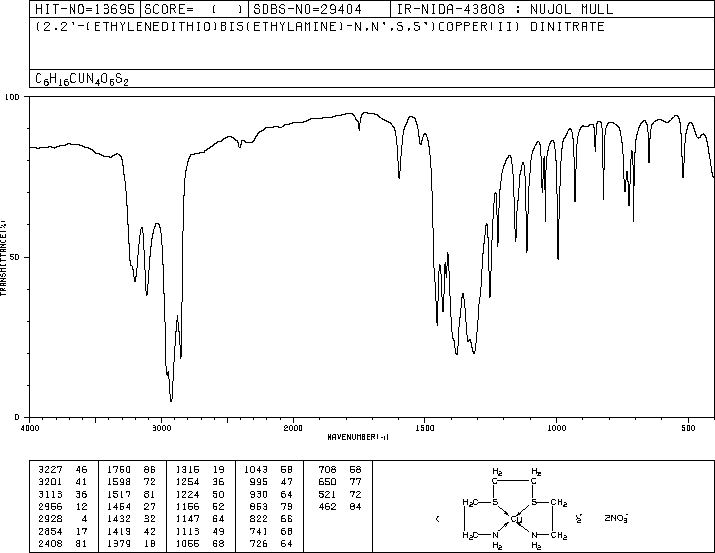 HIT-NO=13695 SCORE= ( ) SDBS-NO=29404 IR-NIDA-43808 : NUJOL MULL
(2,2'-(ETHYLENEDITHIO)BIS(ETHYLAMINE)-N,N',S,S')COPPER(II) DINITRATE
C6H16CUN4O6S2
100
50
0
TRANSMITTANCE(%)
4000 3000 2000 1500 1000 500
WAVENUMBER(-1)
3227 46 1750 86 1315 19 1043 68 708 58
3201 41 1598 72 1254 36 995 47 650 77
3113 36 1517 81 1224 50 930 64 521 72
2956 12 1454 27 1156 52 853 79 462 84
2928 4 1432 32 1147 64 822 66
2854 17 1419 42 1113 49 741 68
2408 81 1379 18 1055 68 726 64
H2 H2
C C
H2C S S CH2
Cu
H2C N N CH2
H2 H2
2NO3-